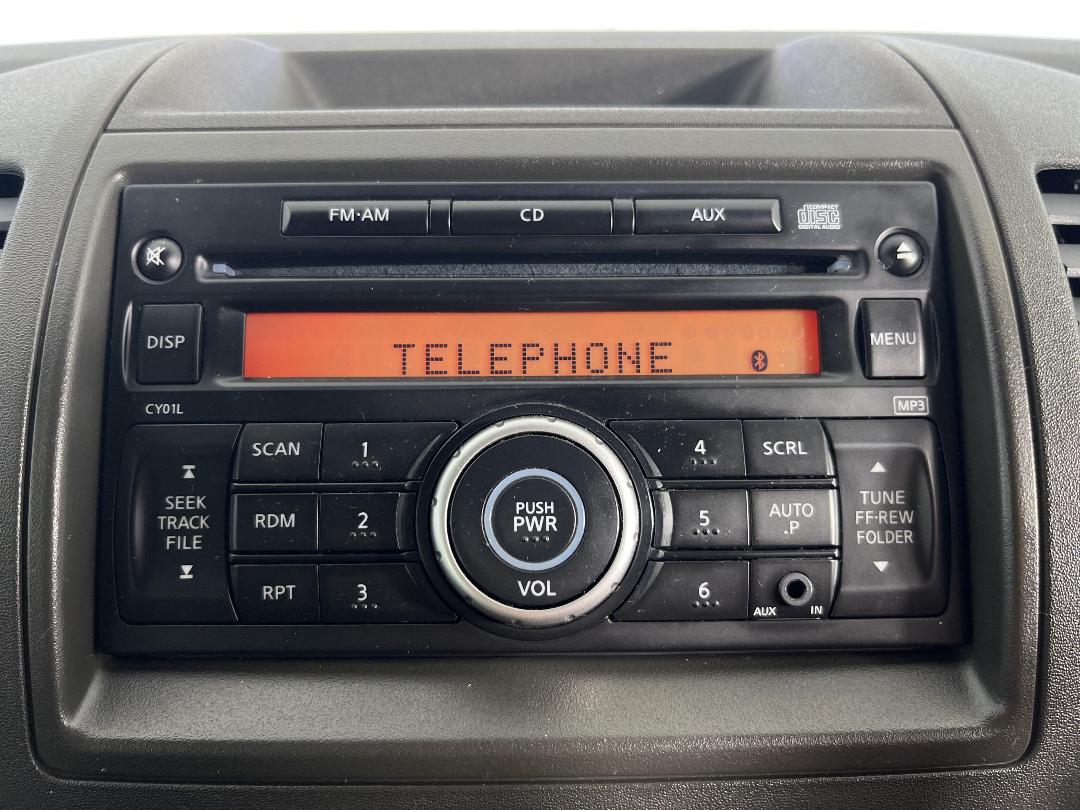 FM·AM
CD
AUX
COMPACT
disc
DIGITAL AUDIO
DISP
TELEPHONE
MENU
CY01L
MP3
SCAN
1
4
SCRL
SEEK
TRACK
FILE
RDM
2
PUSH
PWR
5
AUTO
.P
TUNE
FF·REW
FOLDER
RPT
3
VOL
6
AUX IN